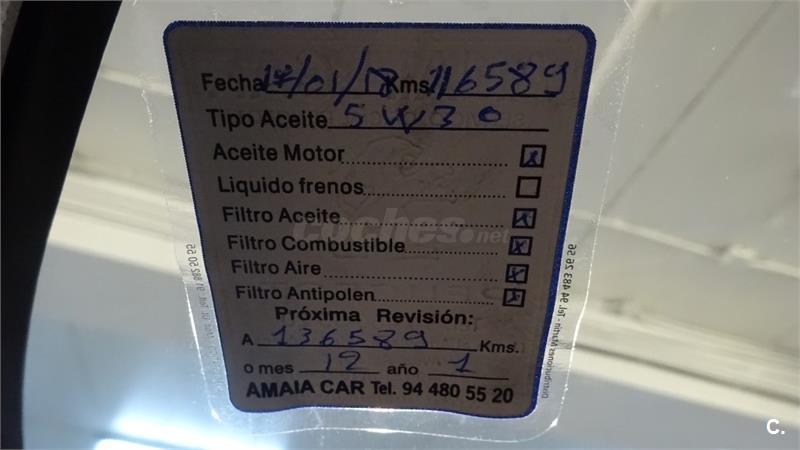 Fecha 17/01/18 Kms. 116589
Tipo Aceite 5W30
Aceite Motor
Liquido frenos
Filtro Aceite
coches.net
Filtro Combustible
Filtro Aire
Filtro Antipolen
Próxima Revisión:
A 136589 Kms.
o mes 12 año 1
AMAIA CAR Tel. 94 480 55 20
C.